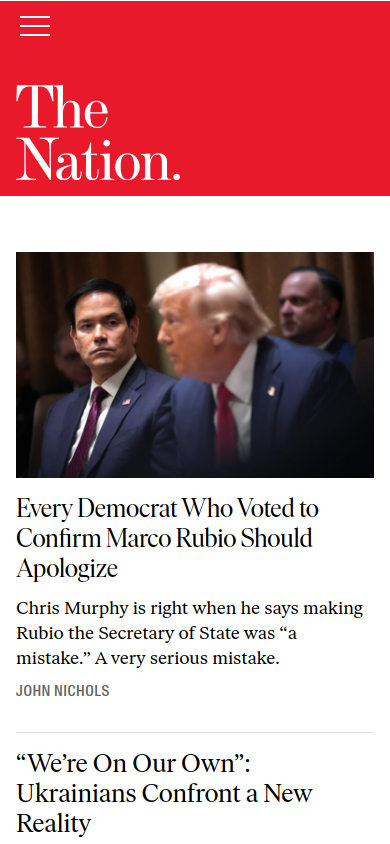 The
Nation.
Every Democrat Who Voted to
Confirm Marco Rubio Should
Apologize
Chris Murphy is right when he says making
Rubio the Secretary of State was “a
mistake.” A very serious mistake.
JOHN NICHOLS
“We’re On Our Own”:
Ukrainians Confront a New
Reality